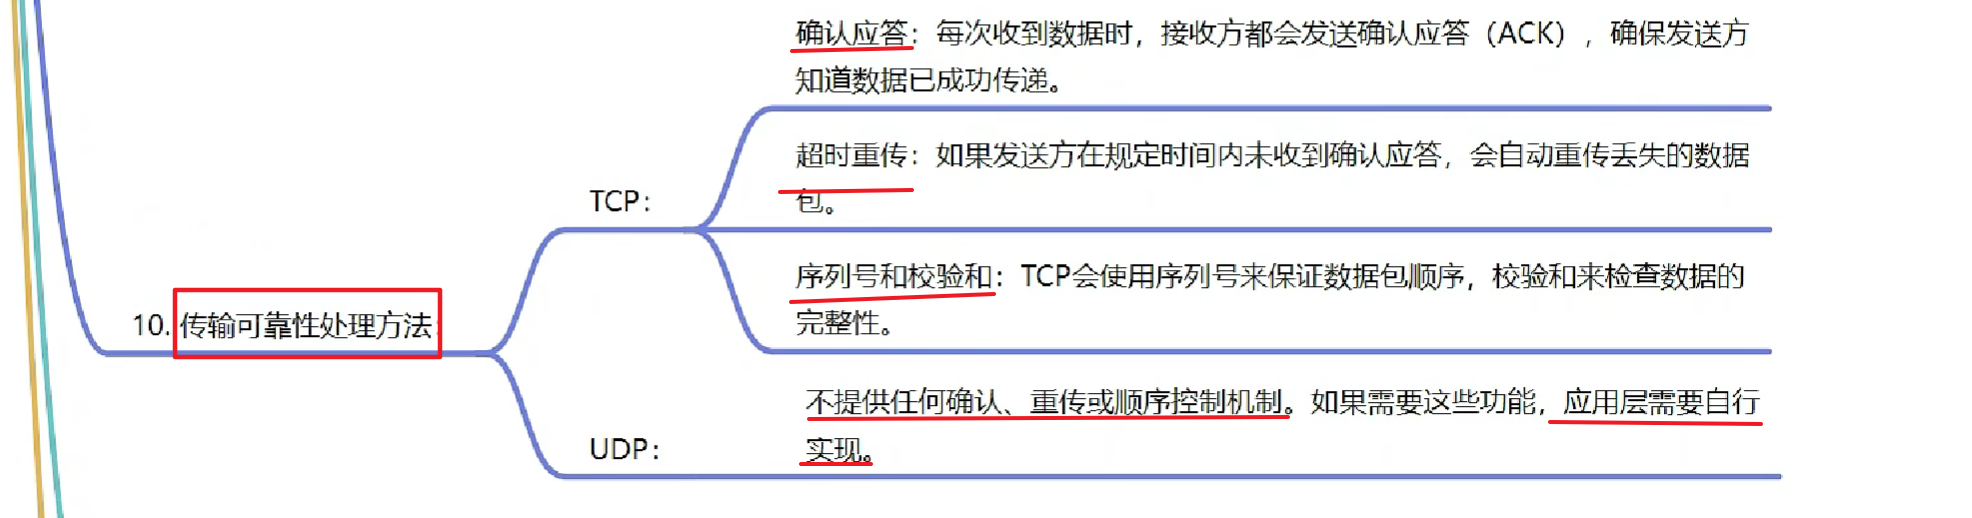 确认应答：每次收到数据时，接收方都会发送确认应答（ACK），确保发送方
知道数据已成功传递。
超时重传：如果发送方在规定时间内未收到确认应答，会自动重传丢失的数据
包。
TCP：
序列号和校验和：TCP会使用序列号来保证数据包顺序，校验和来检查数据的
完整性。
10. 传输可靠性处理方法：
不提供任何确认、重传或顺序控制机制。如果需要这些功能，应用层需要自行
实现。
UDP：